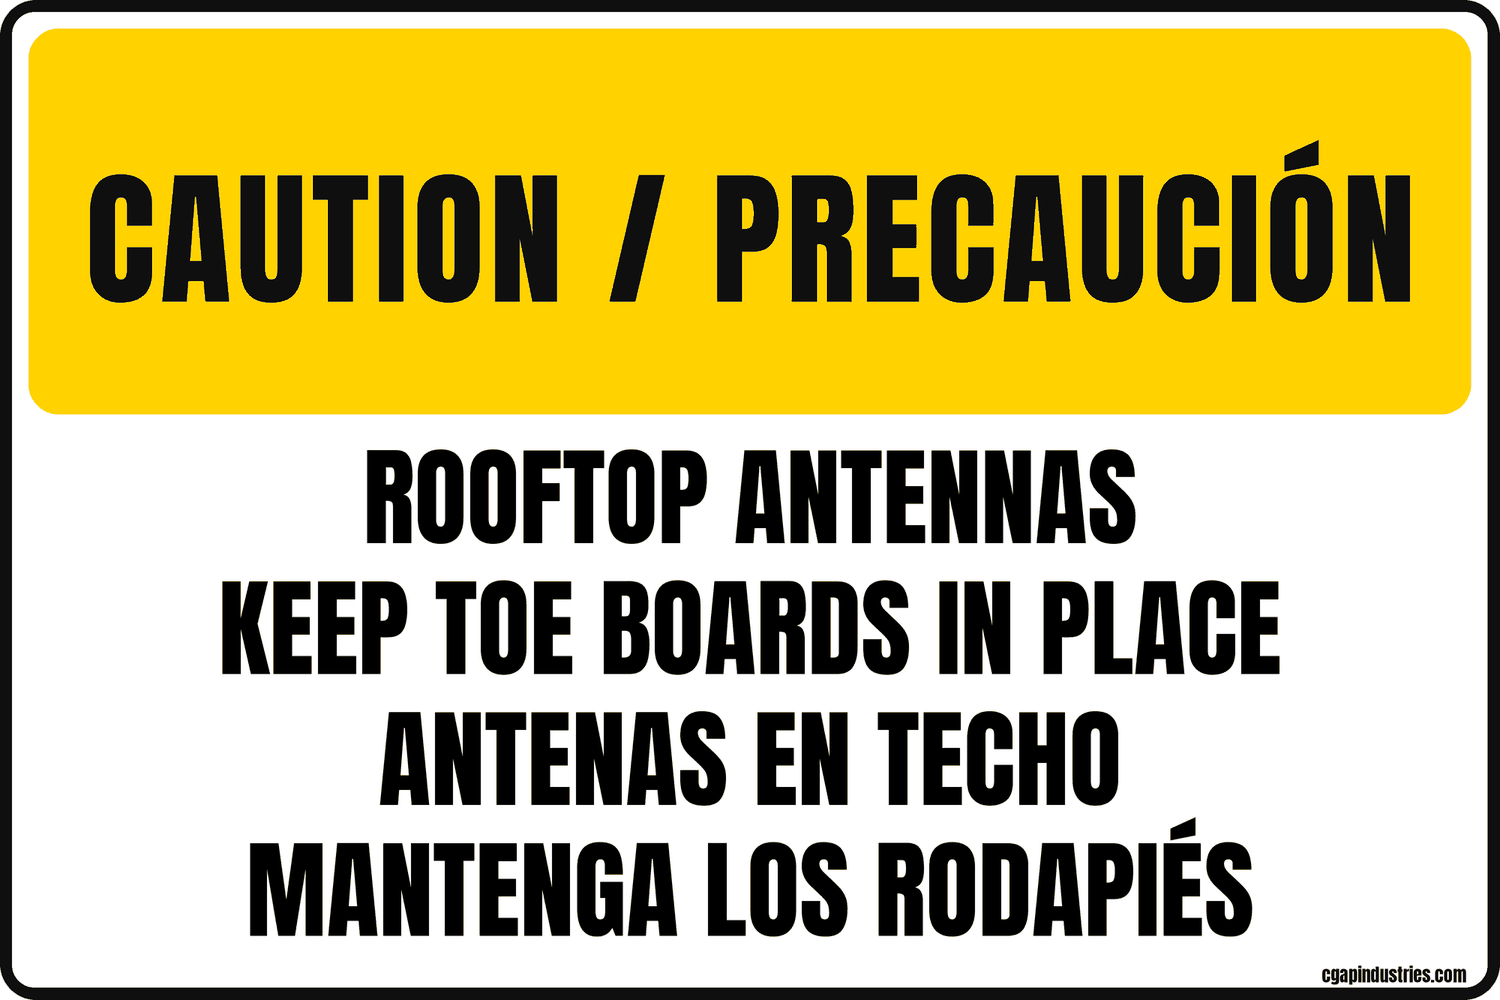 CAUTION / PRECAUCIÓN
ROOFTOP ANTENNAS
KEEP TOE BOARDS IN PLACE
ANTENAS EN TECHO
MANTENGA LOS RODAPIÉS
cgapindustries.com